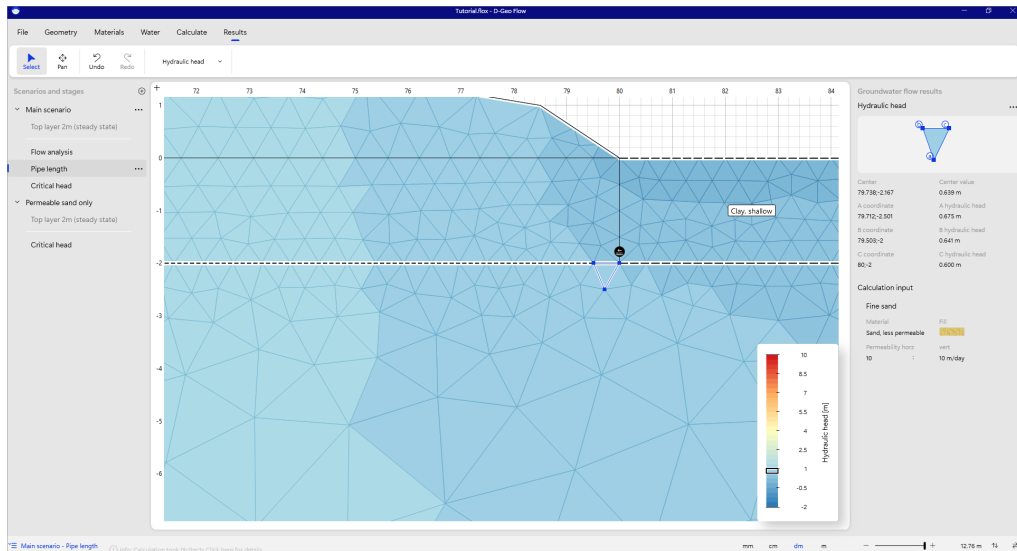 Tutorial.flox - D-Geo Flow
File Geometry Materials Water Calculate Results
Select Pan Undo Redo Hydraulic head
Scenarios and stages
Main scenario
Top layer 2m (steady state)
Flow analysis
Pipe length
Critical head
Permeable sand only
Top layer 2m (steady state)
Critical head
72 73 74 75 76 77 78 79 80 81 82 83 84
1
0
-1
-2
-3
-4
-5
-6
Clay, shallow
10
8.5
7
5.5
4
2.5
1
-0.5
-2
Hydraulic head [m]
Groundwater flow results
Hydraulic head
Center Center value
79.738;-2.167 0.639 m
A coordinate A hydraulic head
79.712;-2.501 0.675 m
B coordinate B hydraulic head
79.503;-2 0.641 m
C coordinate C hydraulic head
80;-2 0.600 m
Calculation input
Fine sand
Material Fill
Sand, less permeable
Permeability horz vert.
10 10 m/day
Main scenario - Pipe length
mm cm dm m 12.76 m